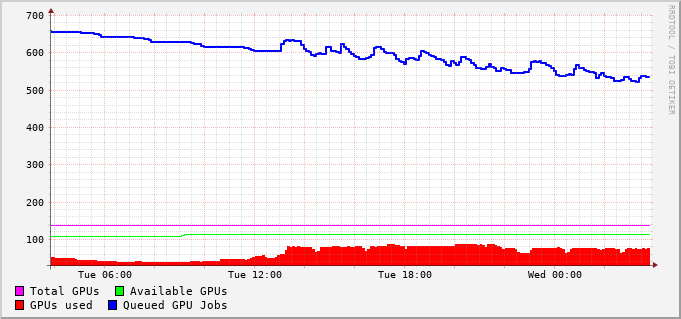 700
600
500
400
300
200
100
Tue 06:00 Tue 12:00 Tue 18:00 Wed 00:00
Total GPUs Available GPUs
GPUs used Queued GPU Jobs
RRDTOOL / TOBI OETIKER